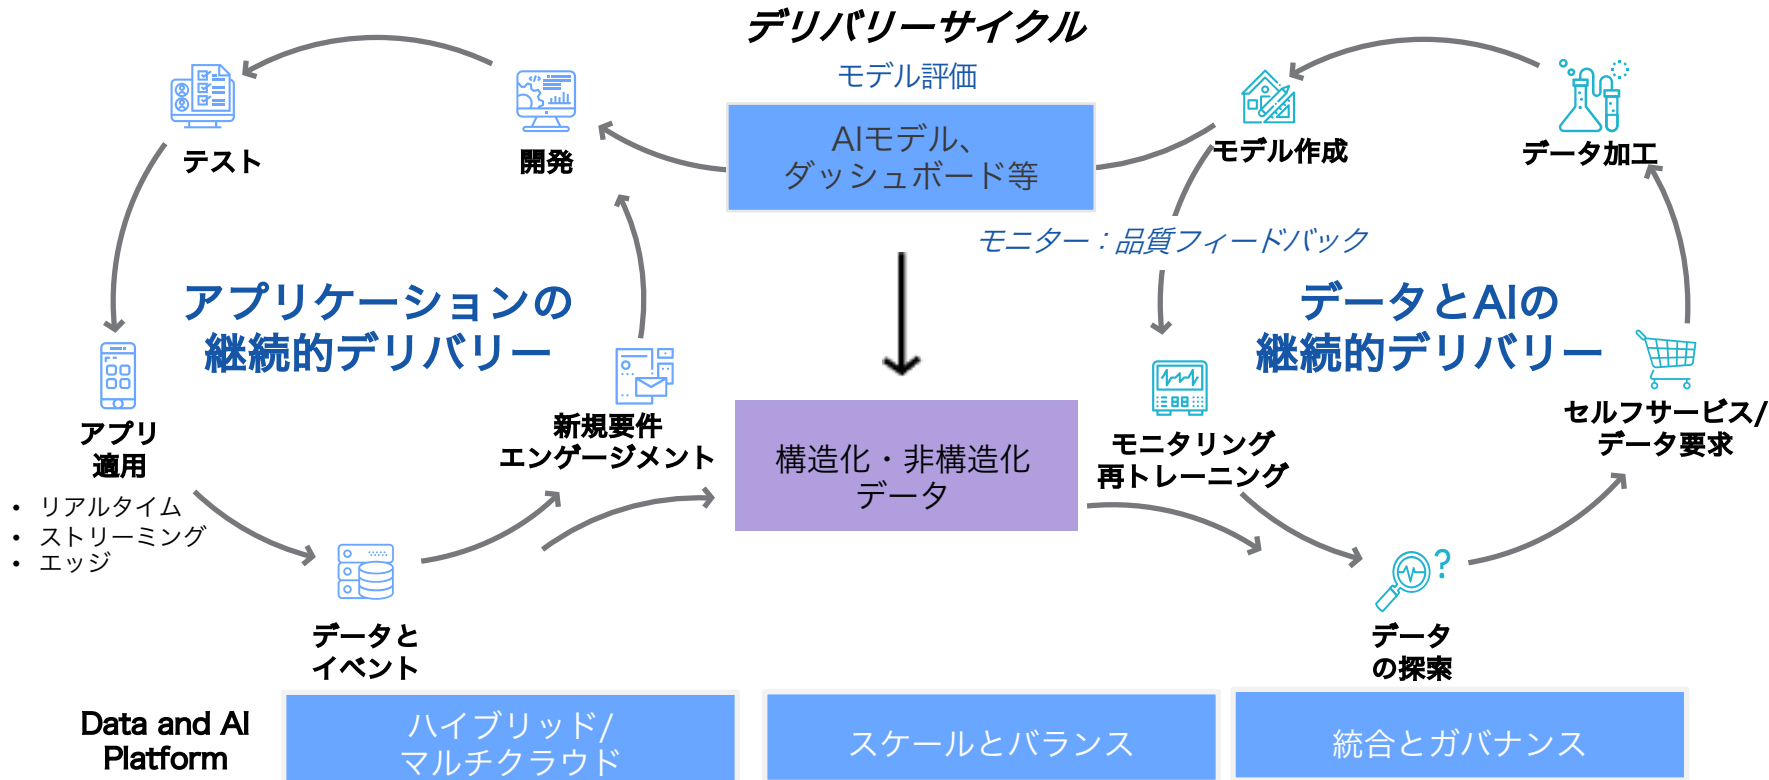 デリバリーサイクル
モデル評価
AIモデル、
ダッシュボード等
テスト
開発
モデル作成
データ加工
モニター：品質フィードバック
アプリケーションの
継続的デリバリー
データとAIの
継続的デリバリー
アプリ
適用
• リアルタイム
• ストリーミング
• エッジ
新規要件
エンゲージメント
構造化・非構造化
データ
モニタリング
再トレーニング
セルフサービス/
データ要求
データと
イベント
?
データ
の探索
Data and AI
Platform
ハイブリッド/
マルチクラウド
スケールとバランス
統合とガバナンス